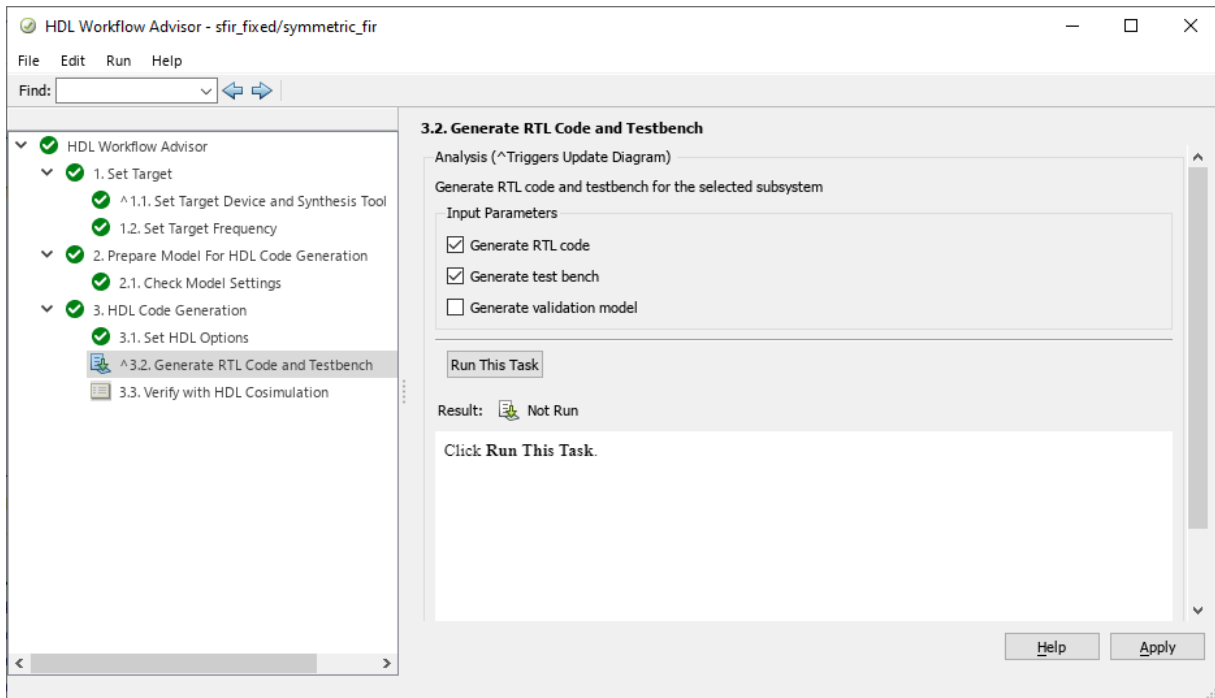 HDL Workflow Advisor - sfir_fixed/symmetric_fir
File Edit Run Help
Find:
HDL Workflow Advisor
1. Set Target
^1.1. Set Target Device and Synthesis Tool
1.2. Set Target Frequency
2. Prepare Model For HDL Code Generation
2.1. Check Model Settings
3. HDL Code Generation
3.1. Set HDL Options
^3.2. Generate RTL Code and Testbench
3.3. Verify with HDL Cosimulation
3.2. Generate RTL Code and Testbench
Analysis (^Triggers Update Diagram)
Generate RTL code and testbench for the selected subsystem
Input Parameters
Generate RTL code
Generate test bench
Generate validation model
Run This Task
Result: Not Run
Click Run This Task.
Help Apply